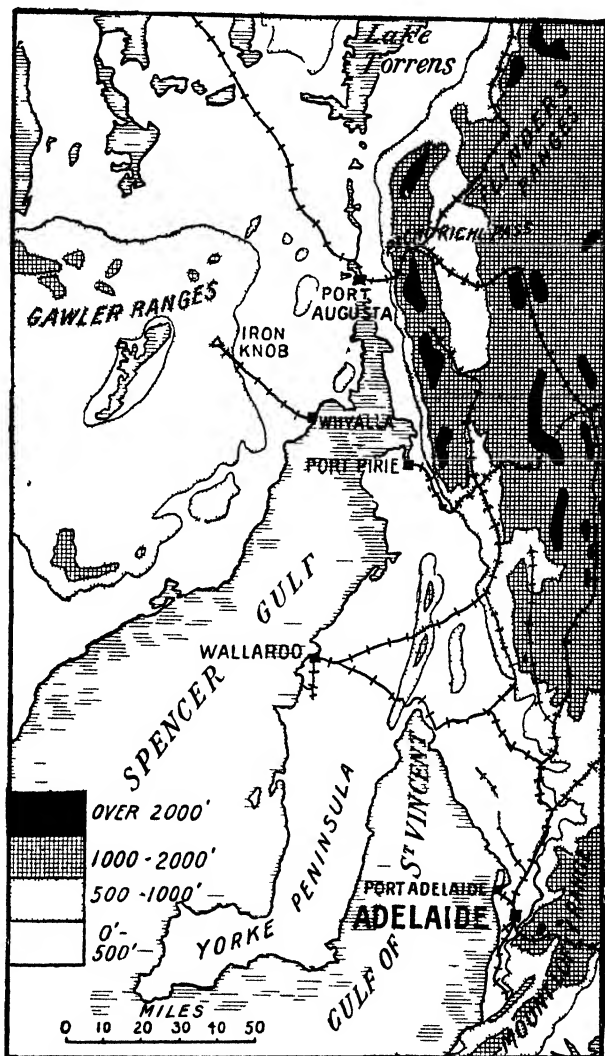 Lake
Torrens
FLINDERS
RANGES
PICHI RICHI PASS
PORT
AUGUSTA
GAWLER RANGES
IRON
KNOB
WHYALLA
PORT PIRIE
SPENCER GULF
WALLAROO
GULF OF ST VINCENT
YORKE PENINSULA
PORT ADELAIDE
ADELAIDE
MOUNT LOFTY RANGE
OVER 2000'
1000-2000'
500-1000'
0'-
500'
MILES
0 10 20 30 40 50